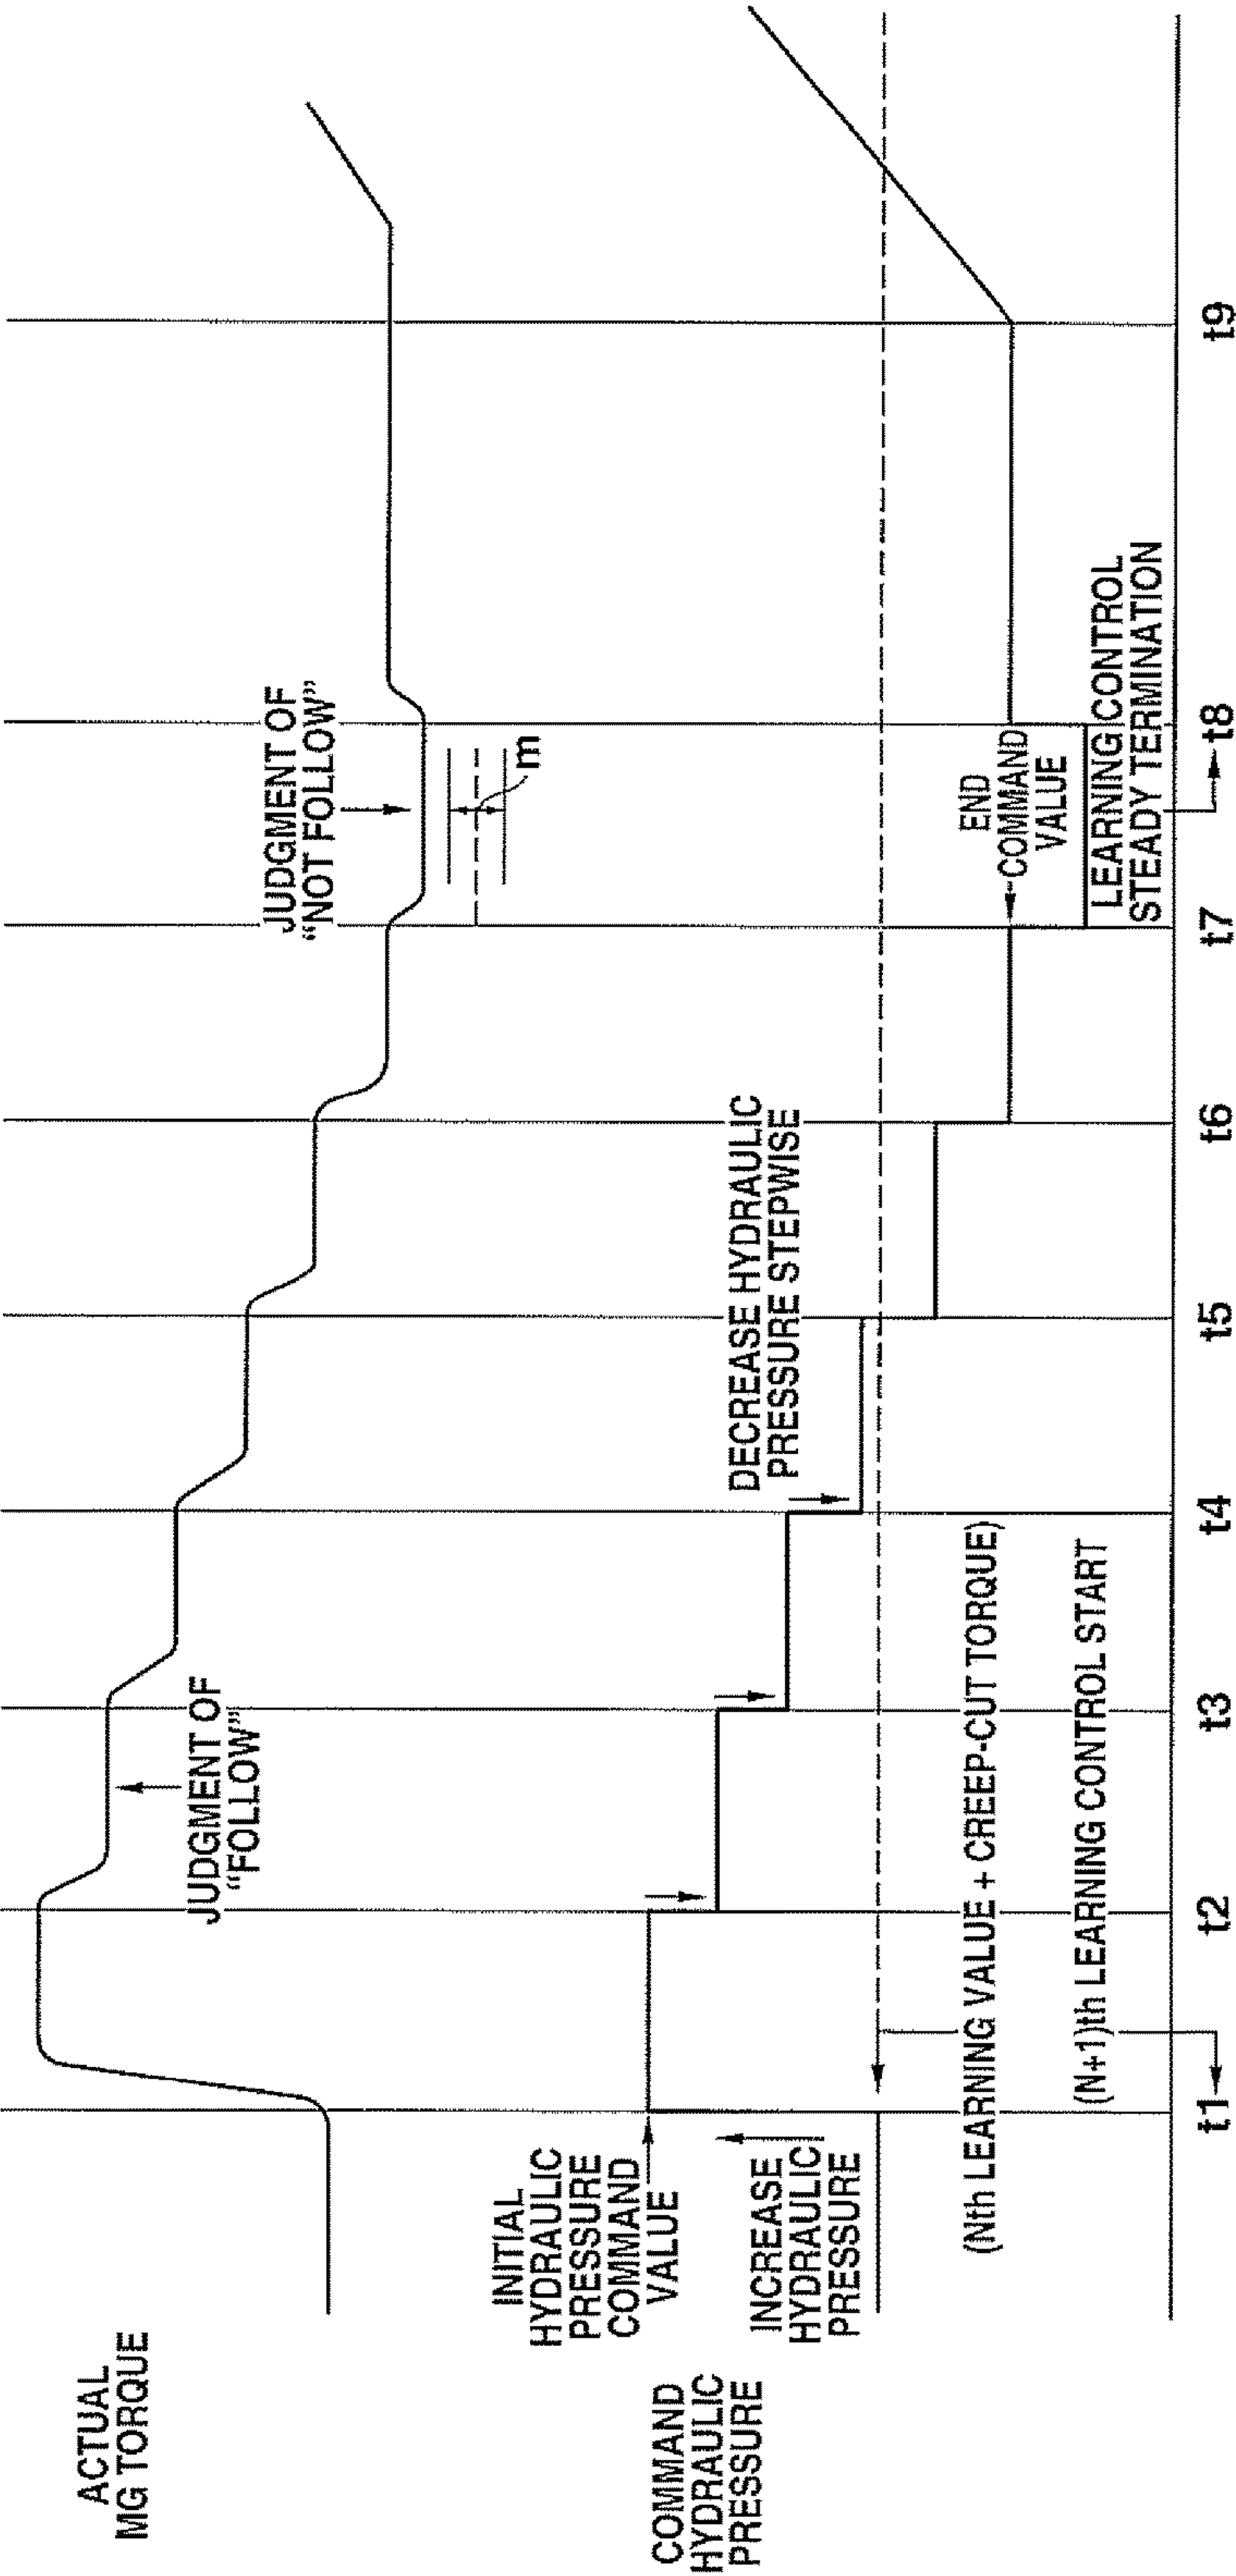 ACTUAL
MG TORQUE
JUDGMENT OF
“FOLLOW”
JUDGMENT OF
“NOT FOLLOW”
m
INITIAL
HYDRAULIC
PRESSURE
COMMAND
VALUE
COMMAND
HYDRAULIC
PRESSURE
INCREASE
HYDRAULIC
PRESSURE
DECREASE HYDRAULIC
PRESSURE STEPWISE
END
COMMAND
VALUE
(Nth LEARNING VALUE + CREEP-CUT TORQUE)
(N+1)th LEARNING CONTROL START
LEARNING CONTROL
STEADY TERMINATION
t1
t2
t3
t4
t5
t6
t7
t8
t9